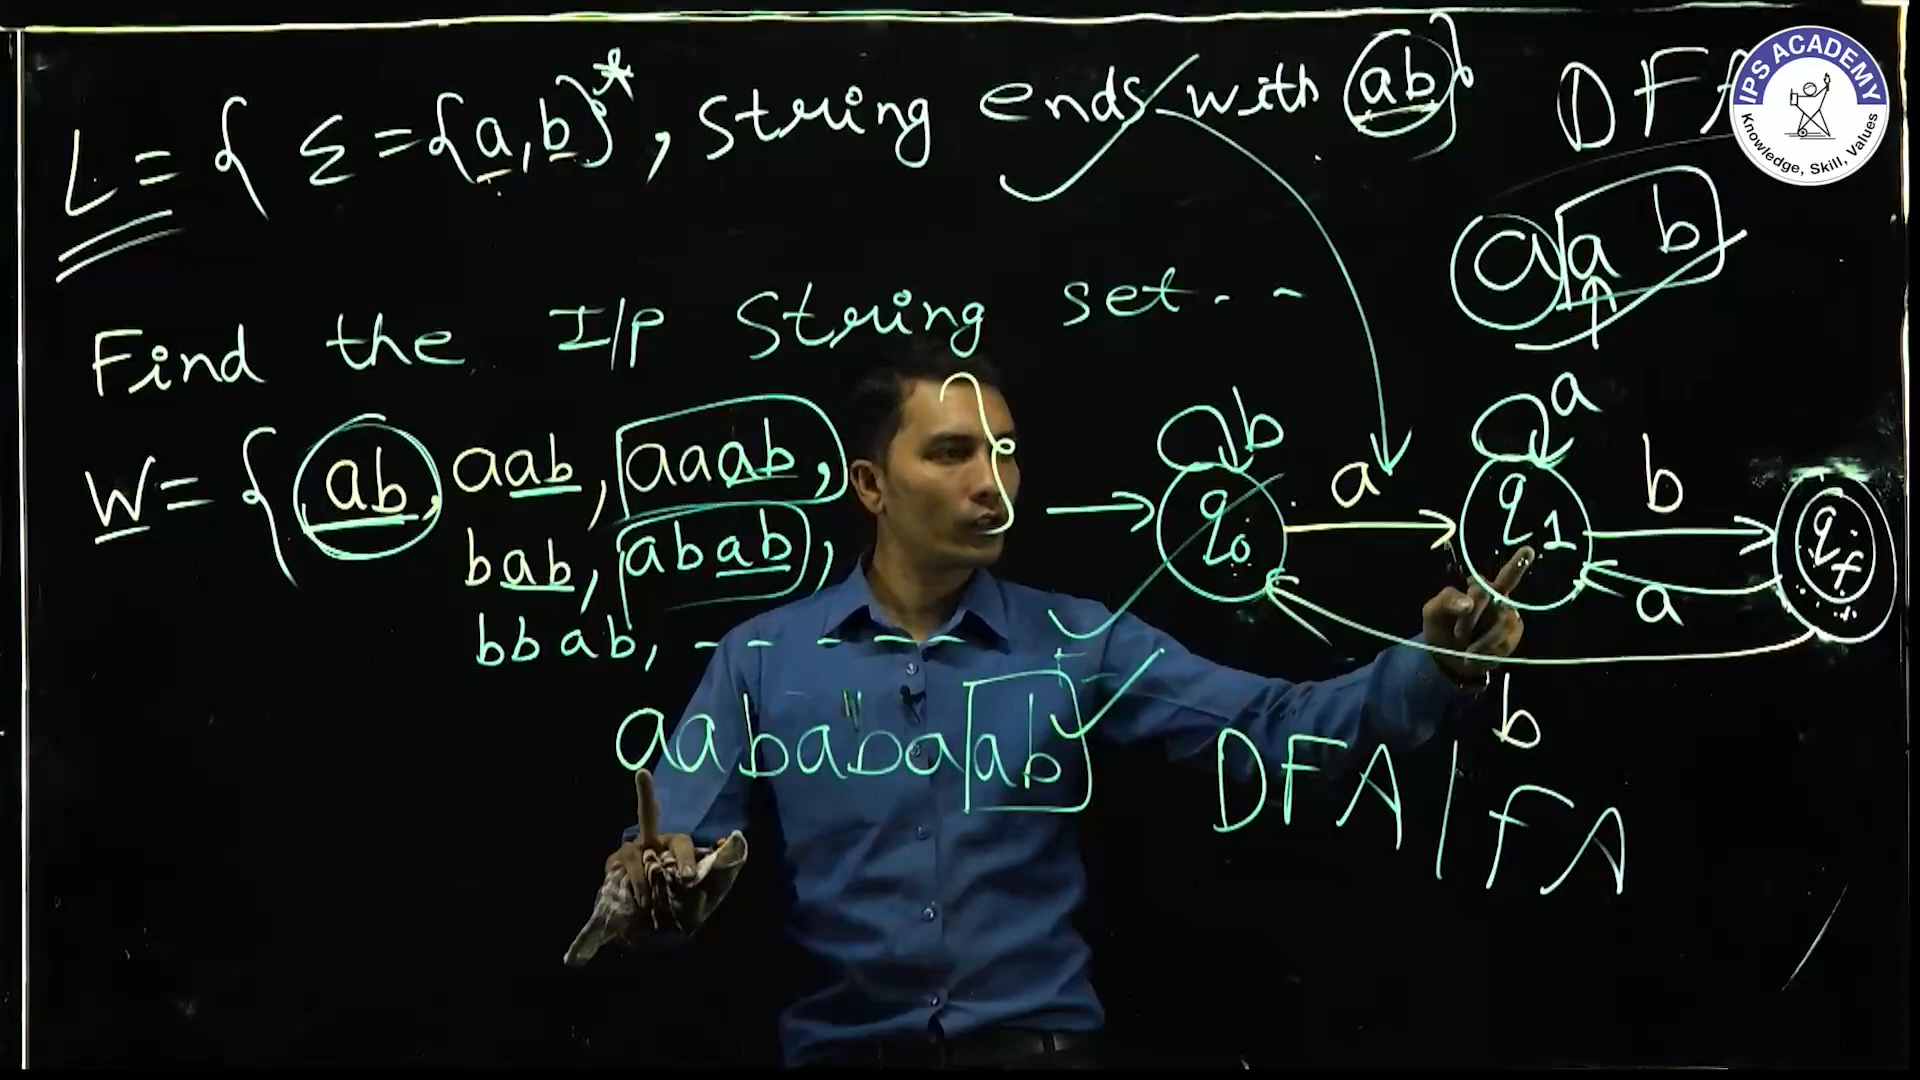 L = { Σ = {a,b}*, String ends with ab}
DFA
IPS ACADEMY
Knowledge, Skill, Values
a a b
Find the I/P String set - -
W = { ab, aab, aaab,
bab, abab,
bbab, - - - - - }
b
a
a
b
q0
q1
qf
a
b
aababaab
DFA / FA